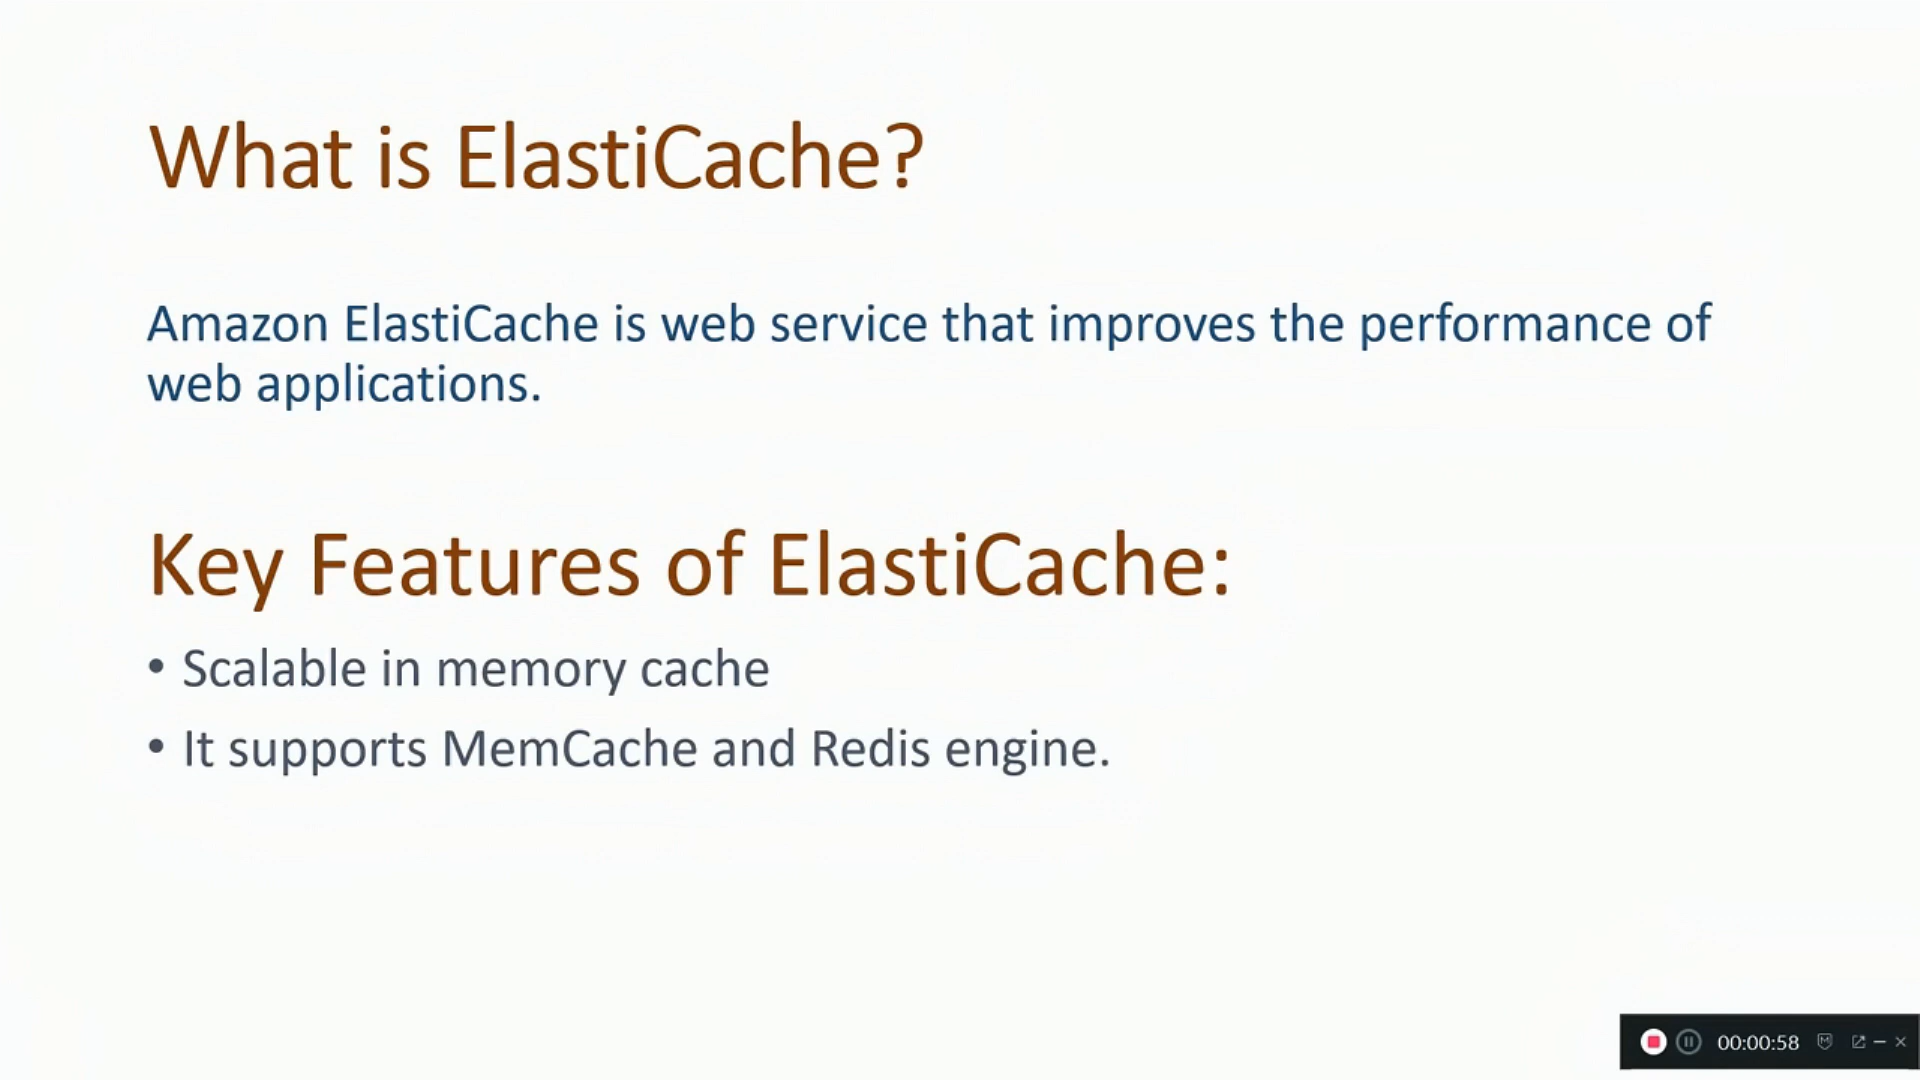 What is ElastiCache?
Amazon ElastiCache is web service that improves the performance of
web applications.
Key Features of ElastiCache:
• Scalable in memory cache
• It supports MemCache and Redis engine.
00:00:58